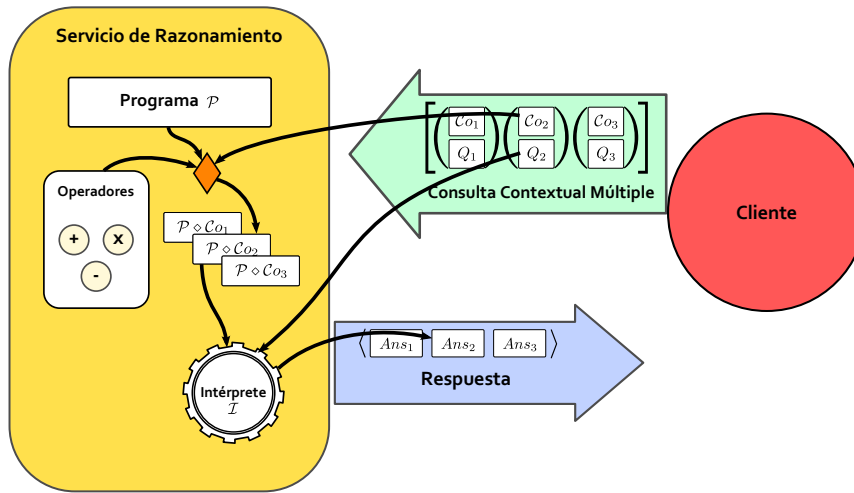 Servicio de Razonamiento
Programa 𝒫
Operadores
+ x
-
𝒫 ⋄ 𝒞o₁
𝒫 ⋄ 𝒞o₂
𝒫 ⋄ 𝒞o₃
Intérprete
ℐ
[(𝒞o₁) (𝒞o₂) (𝒞o₃)]
Q₁ Q₂ Q₃
Consulta Contextual Múltiple
Cliente
⟨ Ans₁ Ans₂ Ans₃ ⟩
Respuesta